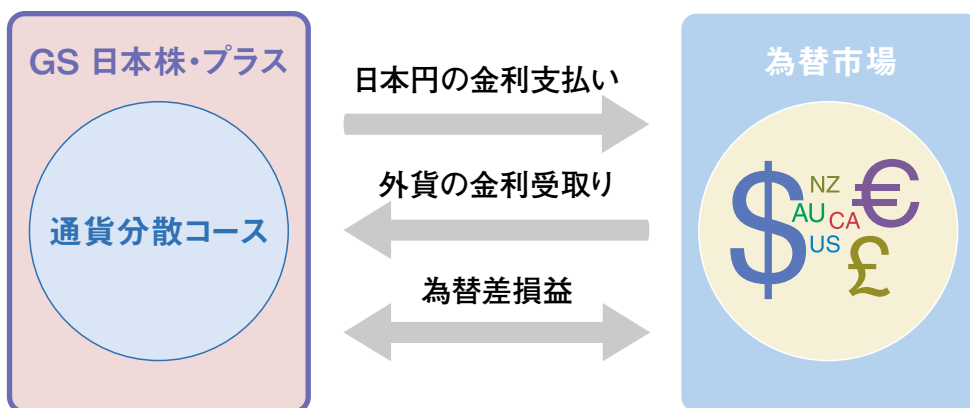 GS 日本株・プラス
通貨分散コース
日本円の金利支払い
外貨の金利受取り
為替差損益
為替市場
$
NZ
€
AU
CA
US
£